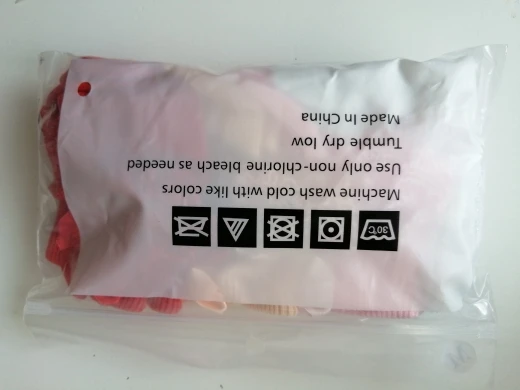 30°C
Machine wash cold with like colors
Use only non-chlorine bleach as needed
Tumble dry low
Made In China